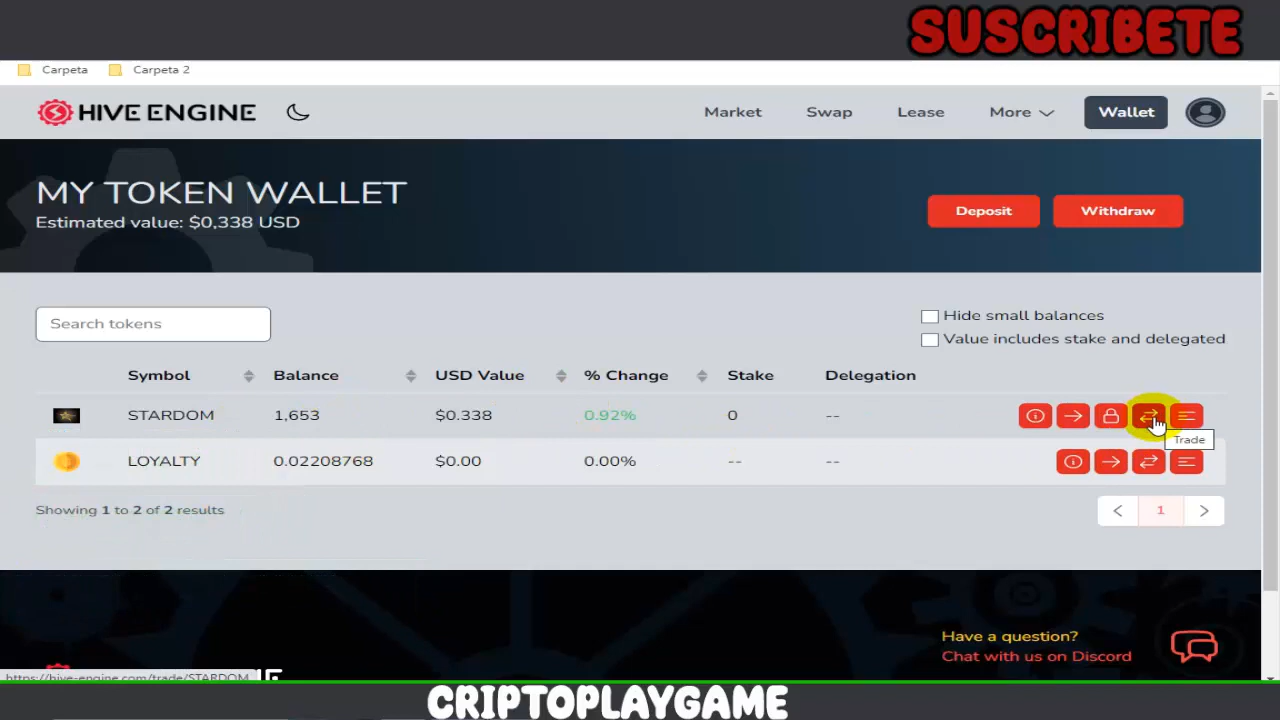 SUSCRIBETE
Carpeta Carpeta 2
HIVE ENGINE Market Swap Lease More Wallet
MY TOKEN WALLET
Estimated value: $0,338 USD
Deposit Withdraw
Search tokens
Hide small balances
Value includes stake and delegated
Symbol Balance USD Value % Change Stake Delegation
STARDOM 1,653 $0.338 0.92% 0 --
Trade
LOYALTY 0.02208768 $0.00 0.00% -- --
Showing 1 to 2 of 2 results
1
Have a question?
Chat with us on Discord
https://hive-engine.com/trade/STARDOM
CRIPTOPLAYGAME